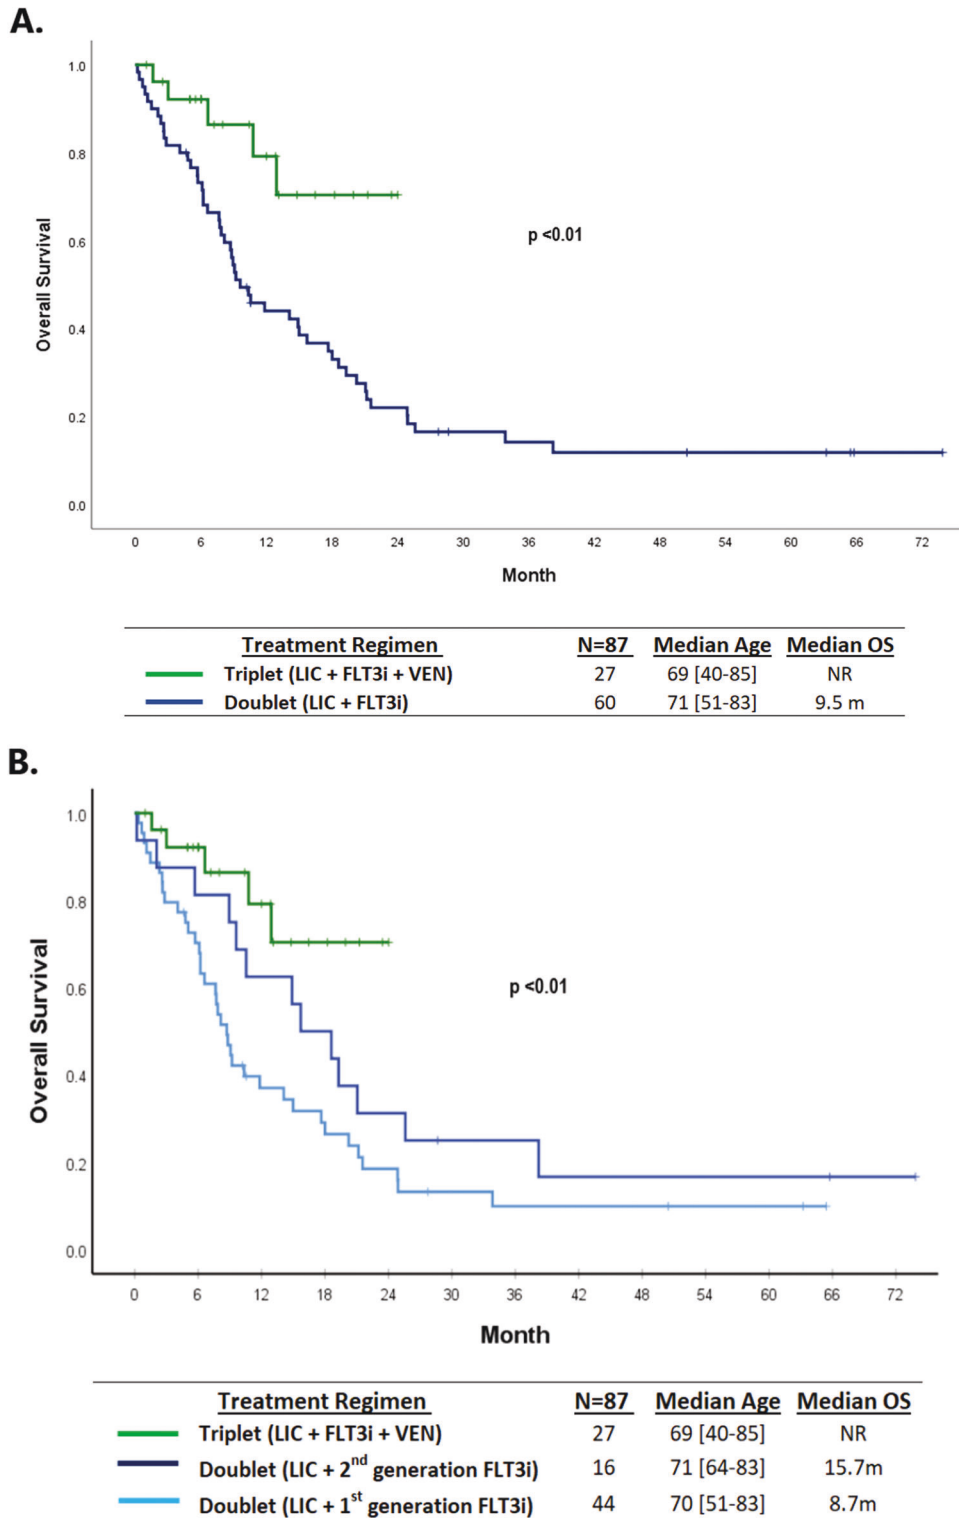 A.
1.0
0.8
0.6
0.4
0.2
0.0
Overall Survival
p <0.01
0 6 12 18 24 30 36 42 48 54 60 66 72
Month
Treatment Regimen N=87 Median Age Median OS
Triplet (LIC + FLT3i + VEN) 27 69 [40-85] NR
Doublet (LIC + FLT3i) 60 71 [51-83] 9.5 m
B.
1.0
0.8
0.6
0.4
0.2
0.0
Overall Survival
p <0.01
0 6 12 18 24 30 36 42 48 54 60 66 72
Month
Treatment Regimen N=87 Median Age Median OS
Triplet (LIC + FLT3i + VEN) 27 69 [40-85] NR
Doublet (LIC + 2nd generation FLT3i) 16 71 [64-83] 15.7m
Doublet (LIC + 1st generation FLT3i) 44 70 [51-83] 8.7m